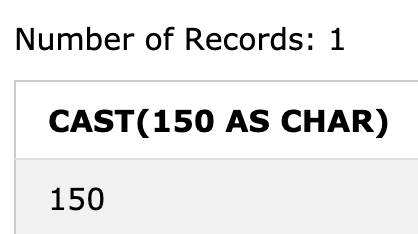 Number of Records: 1
CAST(150 AS CHAR)
150